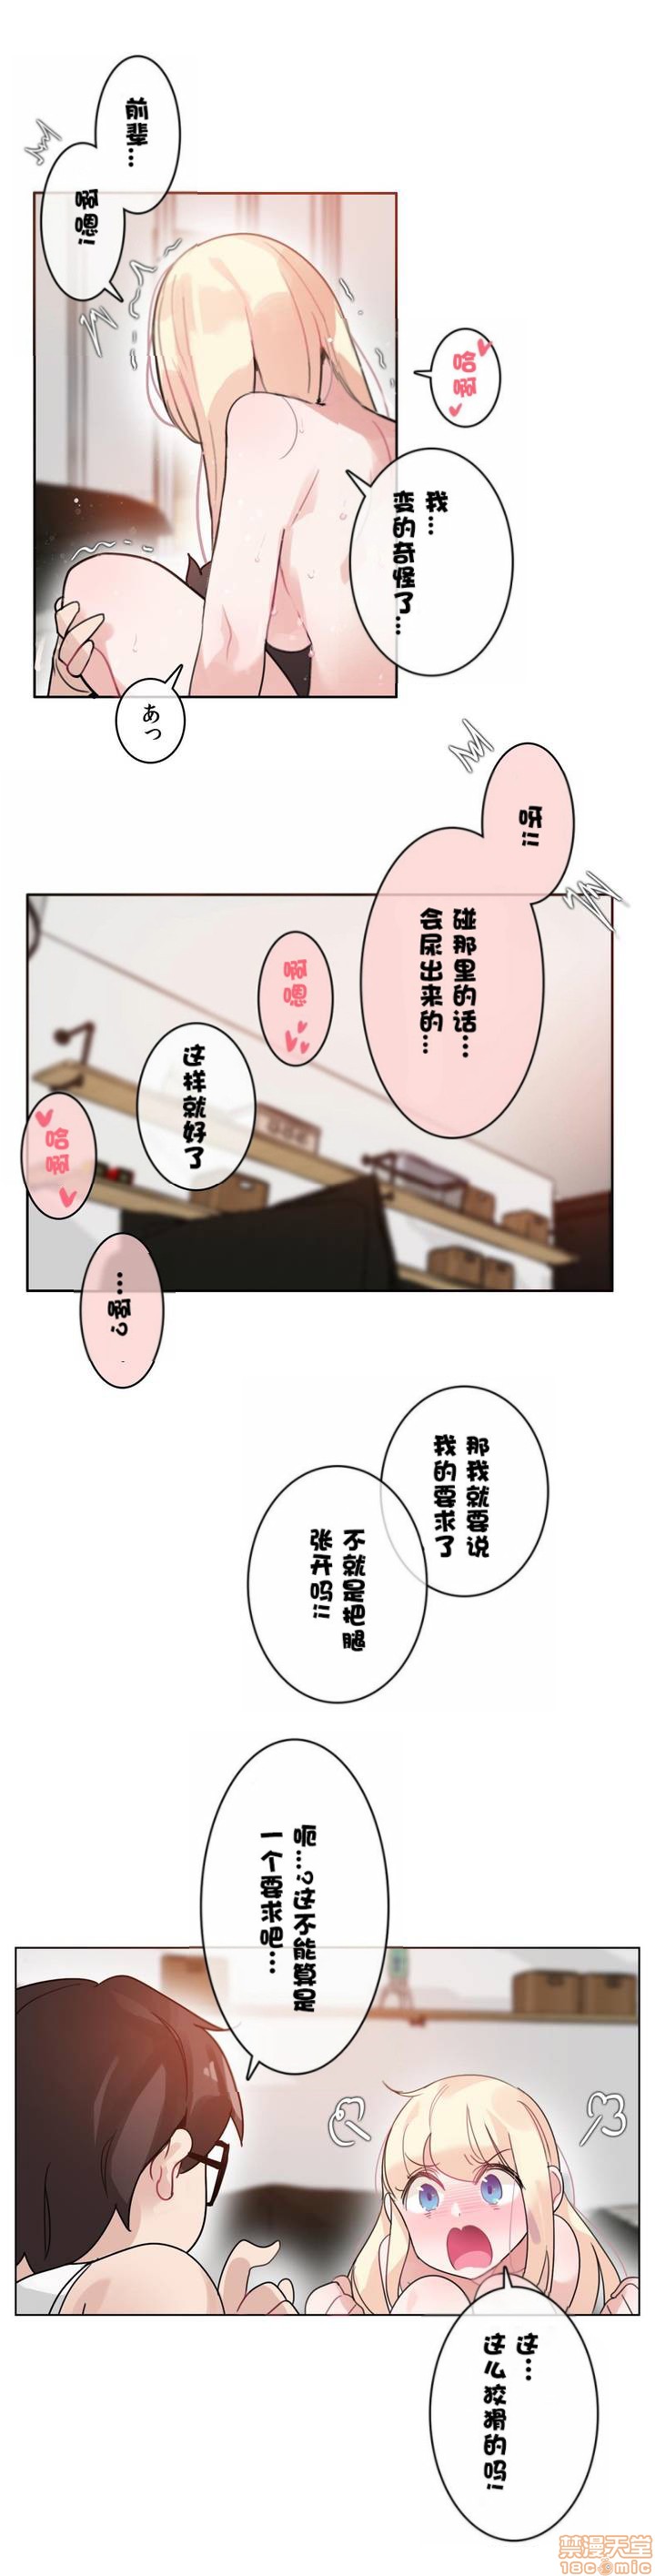 前辈…
啊嗯!
哈啊
我…
变的奇怪了…
あっ
呀!!
碰那里的话…
会尿出来的…
啊嗯
这样就好了
哈啊
…啊?
那我就要说
我的要求了
不就是把腿
张开吗!!
呃…?这不能算是
一个要求吧…
这…
这么狡猾的吗!!
禁漫天堂
18comic